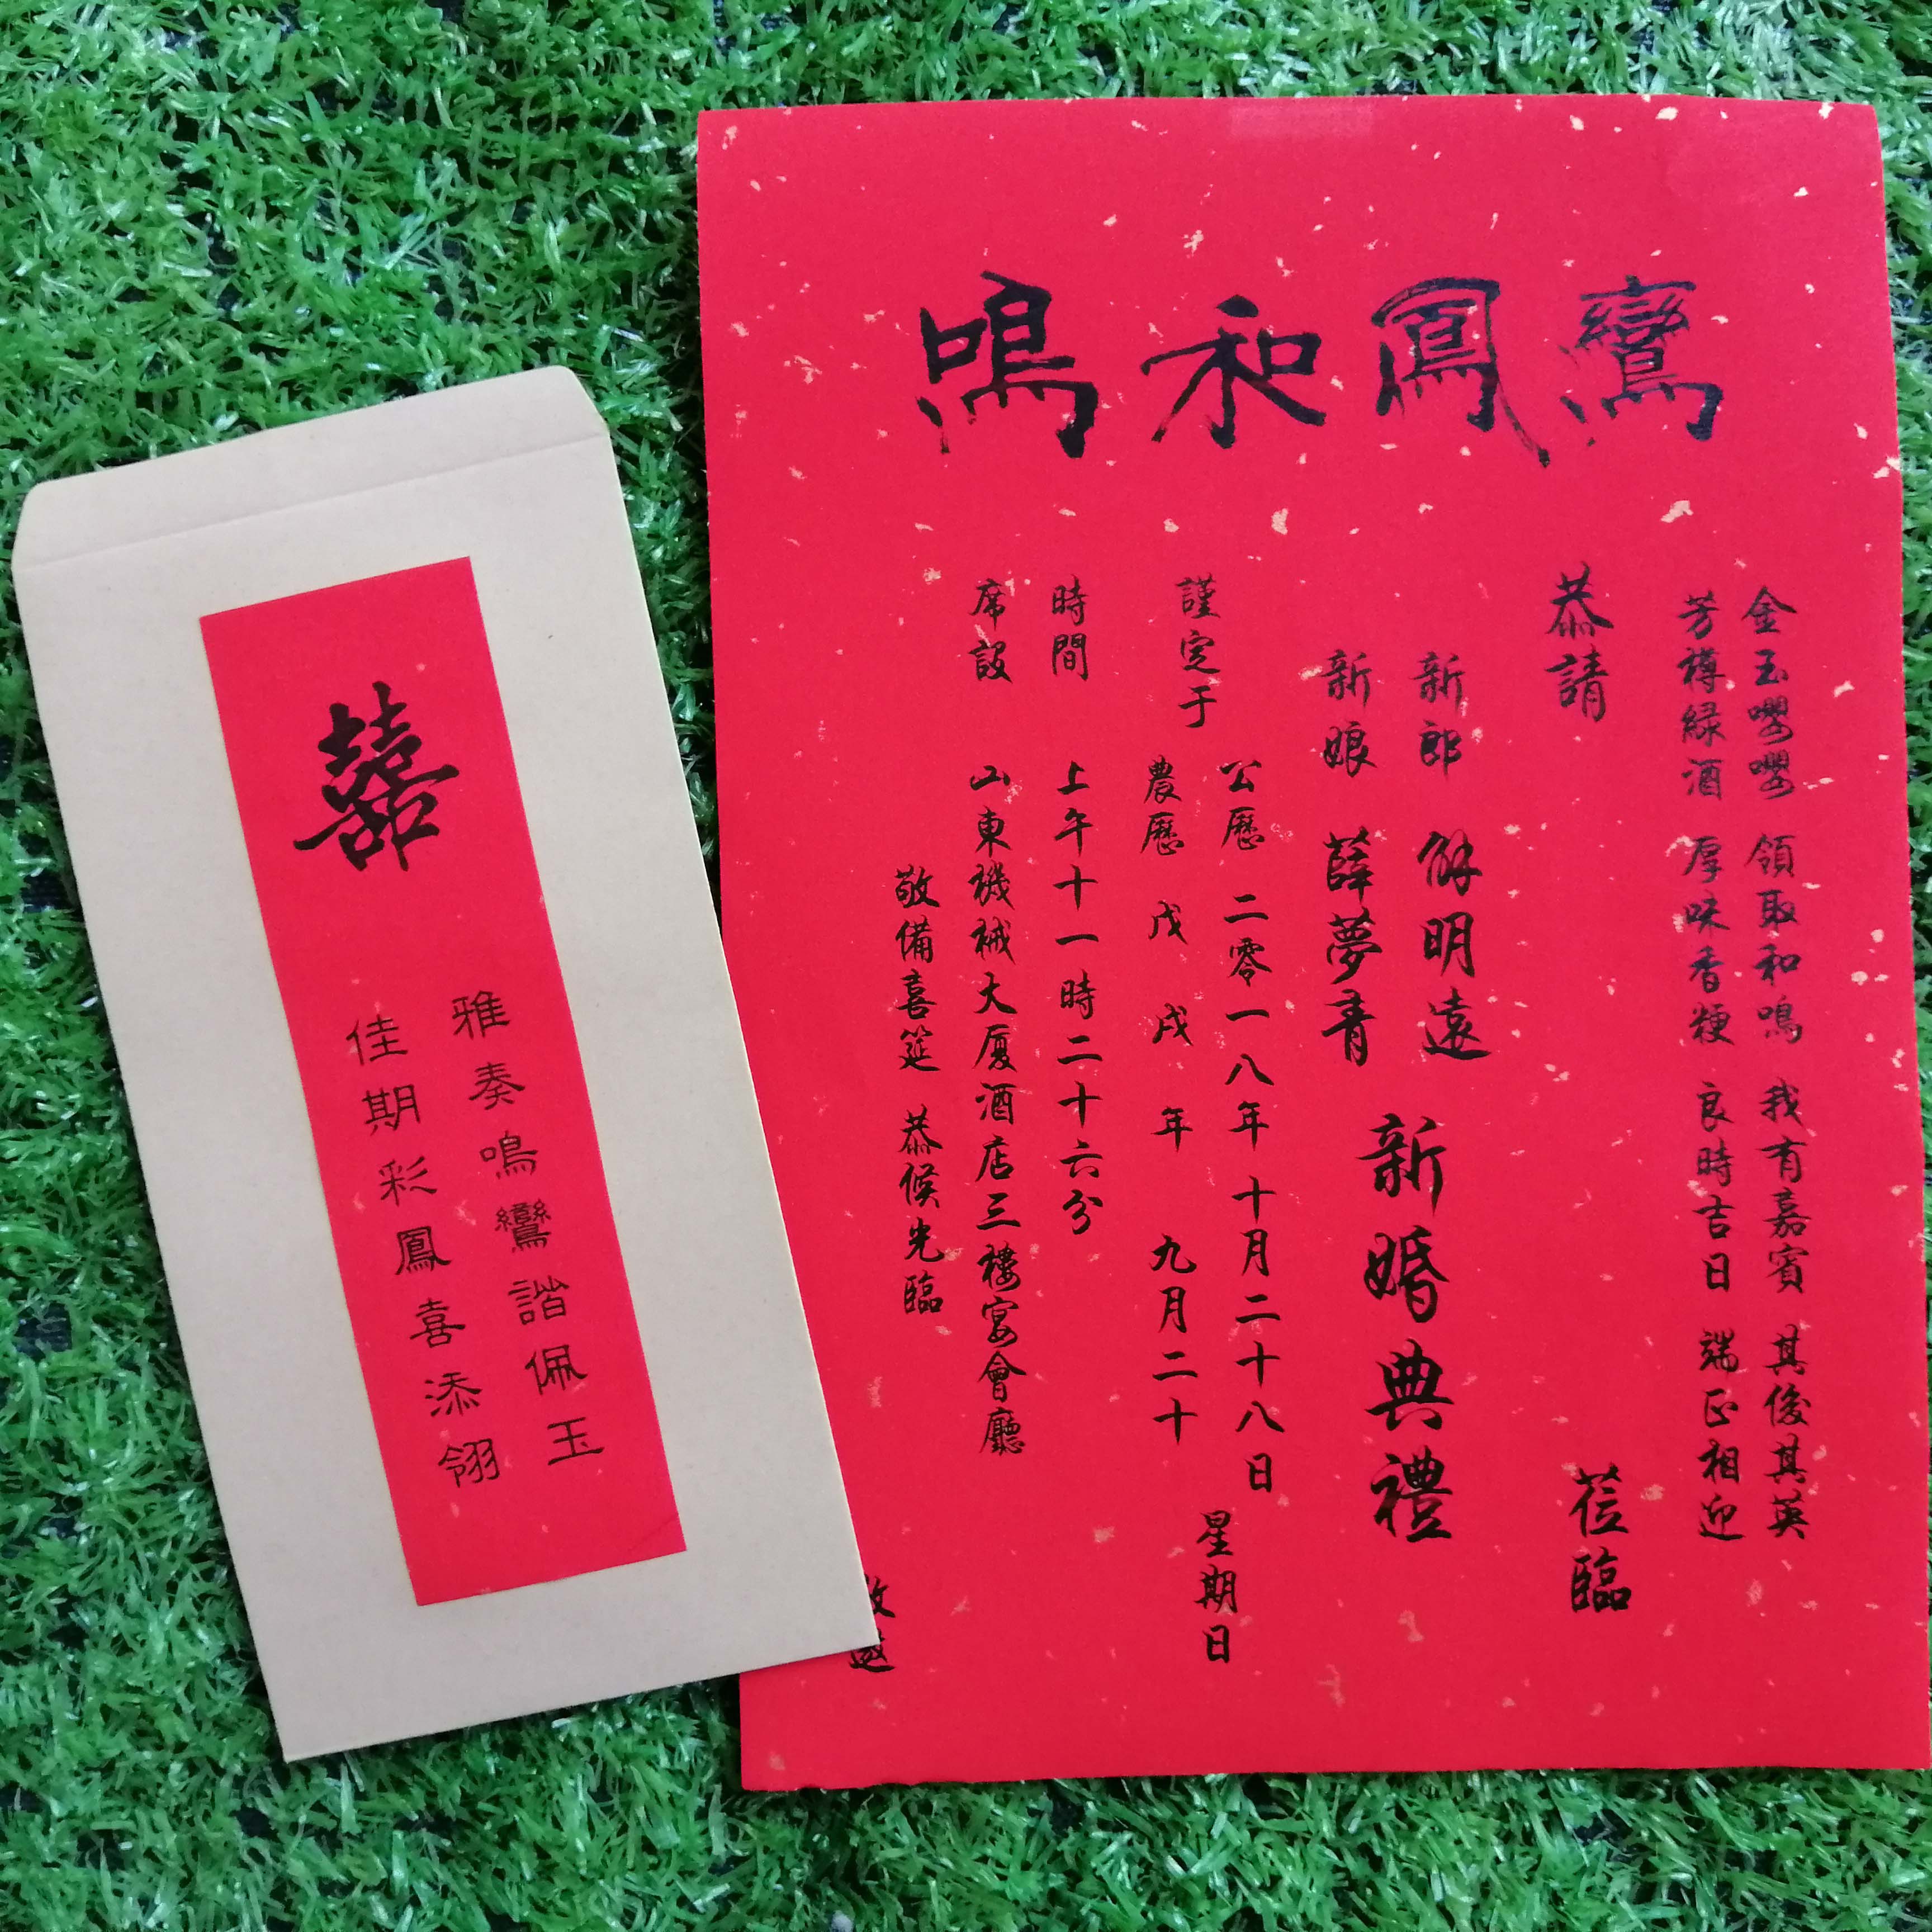 囍
雅奏鳴鸞諧佩玉
佳期彩鳳喜添翎
鸞鳳和鳴
金玉嚶嚶 領取和鳴 我有嘉賓 其俊其英
芳樽緑酒 厚味香粳 良時吉日 端正相迎
恭請 莅臨
新郎 解明遠
新娘 薛夢青
新婚典禮
謹定于
公歷 二零一八年 十月二十八日
農歷 戊戌年 九月二十
星期日
時間 上午十一時二十六分
席設 山東機械大厦酒店三樓宴會廳
敬備喜筵 恭候光臨
敬邀